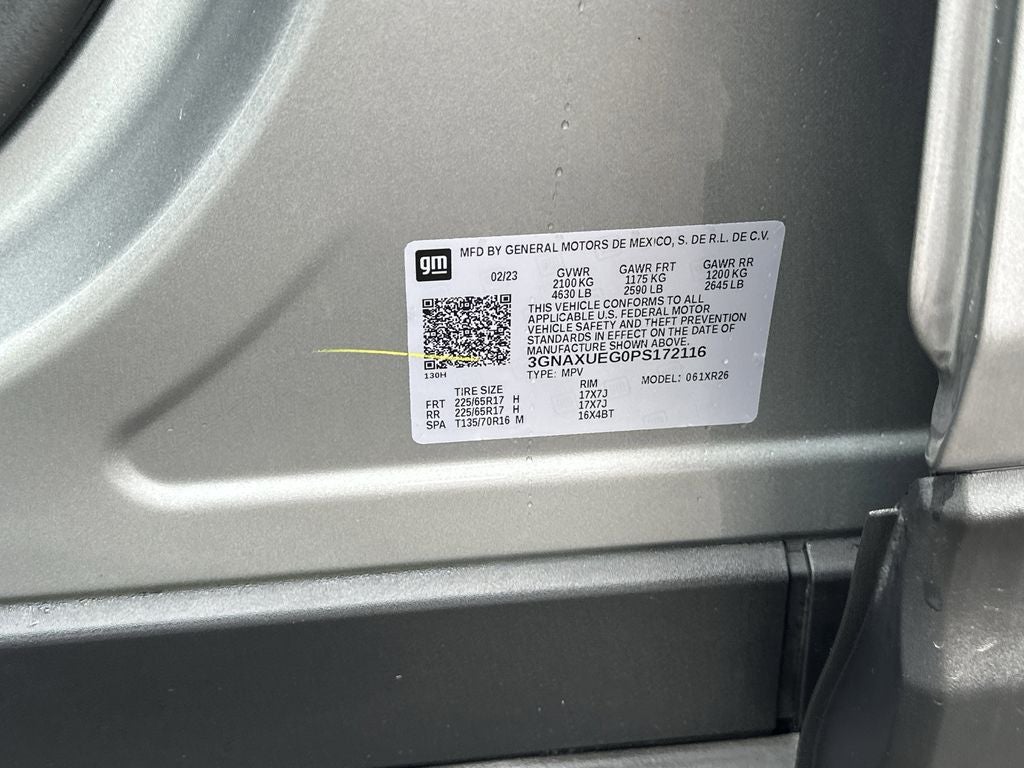 gm
MFD BY GENERAL MOTORS DE MEXICO, S. DE R.L. DE C.V.
02/23 GVWR GAWR FRT GAWR RR
2100 KG 1175 KG 1200 KG
4630 LB 2590 LB 2645 LB
THIS VEHICLE CONFORMS TO ALL
APPLICABLE U.S. FEDERAL MOTOR
VEHICLE SAFETY AND THEFT PREVENTION
STANDARDS IN EFFECT ON THE DATE OF
MANUFACTURE SHOWN ABOVE.
3GNAXUEG0PS172116
130H
TYPE: MPV MODEL: 061XR26
TIRE SIZE RIM
FRT 225/65R17 H 17X7J
RR 225/65R17 H 17X7J
SPA T135/70R16 M 16X4BT